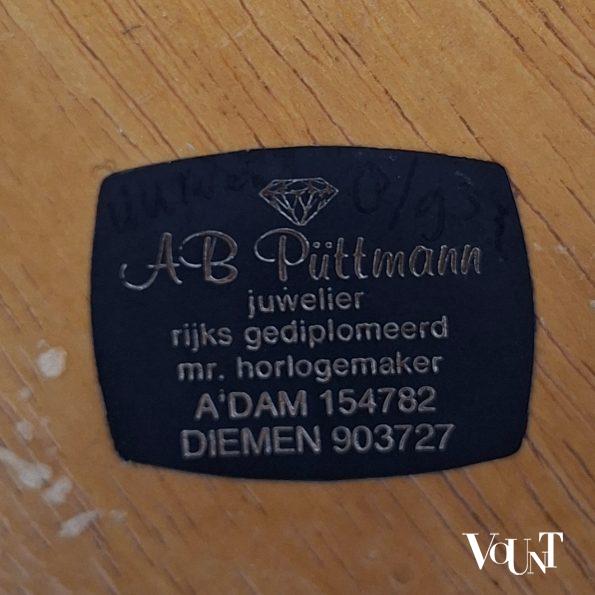 AB Püttmann
juwelier
rijks gediplomeerd
mr. horlogemaker
A'DAM 154782
DIEMEN 903727
VOUNT